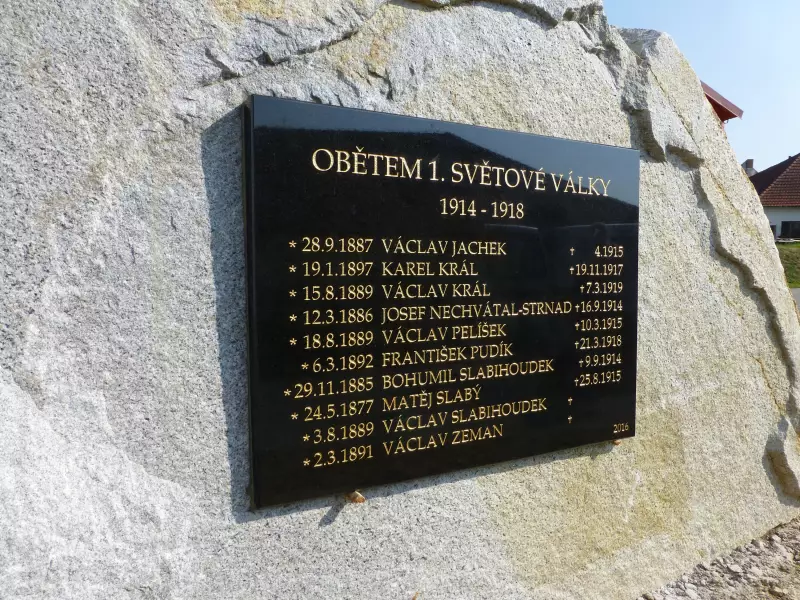 OBĚTEM 1. SVĚTOVÉ VÁLKY
1914 - 1918
* 28.9.1887 VÁCLAV JACHEK † 4.1915
* 19.1.1897 KAREL KRÁL †19.11.1917
* 15.8.1889 VÁCLAV KRÁL †7.3.1919
* 12.3.1886 JOSEF NECHVÁTAL-STRNAD †16.9.1914
* 18.8.1889 VÁCLAV PELÍŠEK †10.3.1915
* 6.3.1892 FRANTIŠEK PUDÍK †21.3.1918
* 29.11.1885 BOHUMIL SLABIHOUDEK †9.9.1914
* 24.5.1877 MATĚJ SLABÝ †25.8.1915
* 3.8.1889 VÁCLAV SLABIHOUDEK †
* 2.3.1891 VÁCLAV ZEMAN †
2016